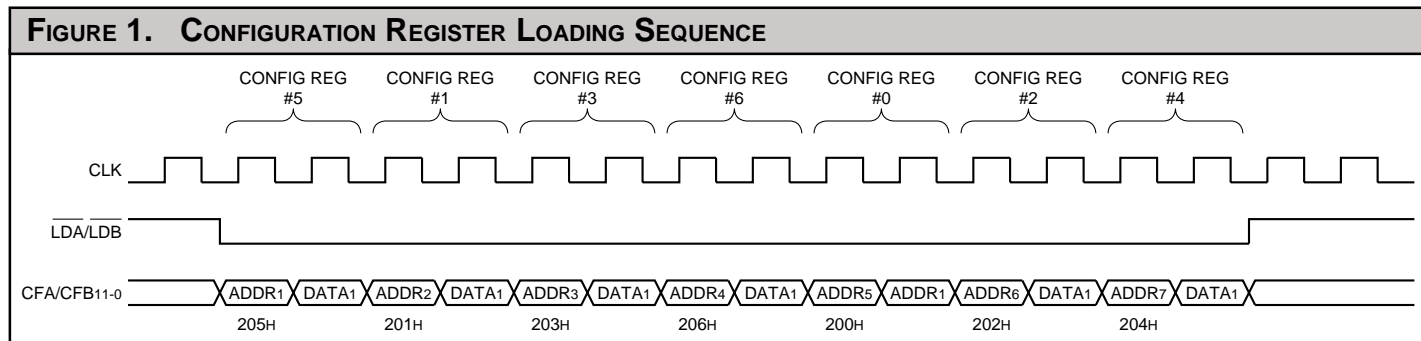 FIGURE 1. CONFIGURATION REGISTER LOADING SEQUENCE
CONFIG REG #5
CONFIG REG #1
CONFIG REG #3
CONFIG REG #6
CONFIG REG #0
CONFIG REG #2
CONFIG REG #4
CLK
LDA/LDB
CFA/CFB11-0
ADDR1 DATA1 ADDR2 DATA1 ADDR3 DATA1 ADDR4 DATA1 ADDR5 ADDR1 ADDR6 DATA1 ADDR7 DATA1
205H 201H 203H 206H 200H 202H 204H